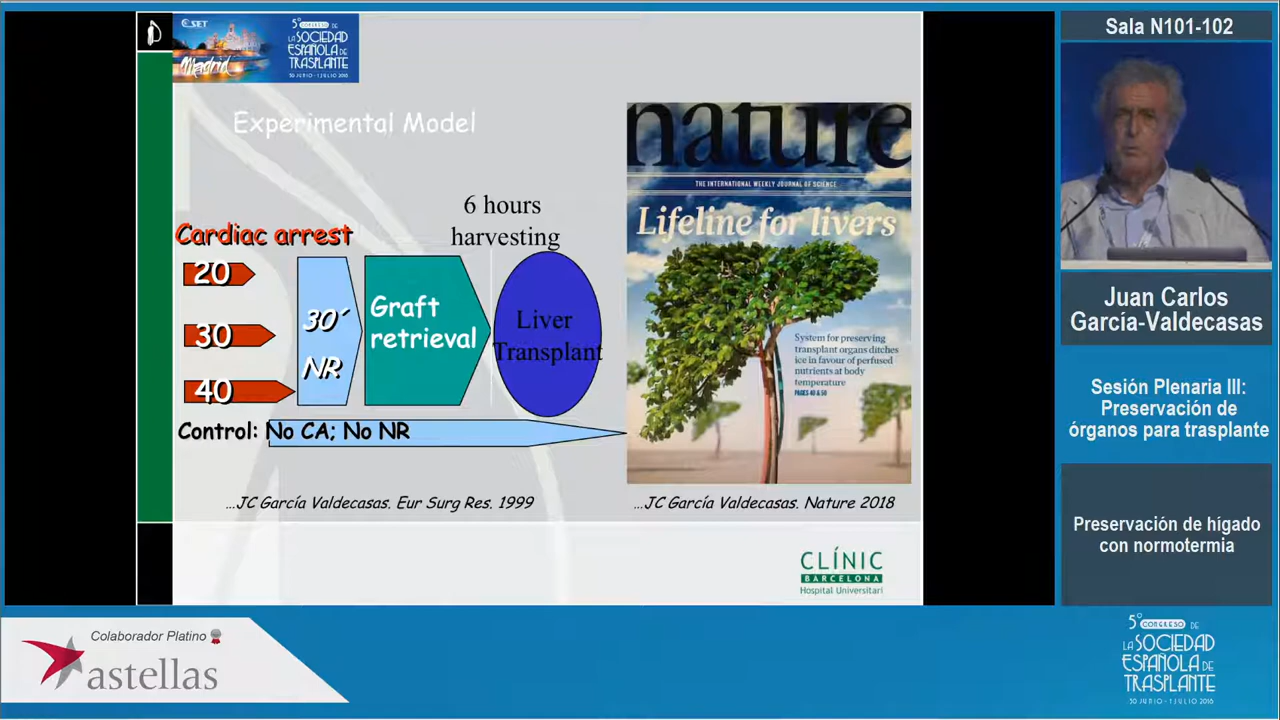 SET
5º CONGRESO DE
LA SOCIEDAD
ESPAÑOLA DE
TRASPLANTE
Madrid
30 JUNIO - 1 JULIO 2018
Experimental Model
Cardiac arrest
20
30
40
30´
NR
Graft
retrieval
6 hours
harvesting
Liver
Transplant
Control: No CA; No NR
…JC García Valdecasas. Eur Surg Res. 1999
nature
THE INTERNATIONAL WEEKLY JOURNAL OF SCIENCE
Lifeline for livers
System for preserving
transplant organs ditches
ice in favour of perfused
nutrients at body
temperature
PAGES 40 & 50
…JC García Valdecasas. Nature 2018
CLÍNIC
BARCELONA
Hospital Universitari
Sala N101-102
Juan Carlos
García-Valdecasas
Sesión Plenaria III:
Preservación de
órganos para trasplante
Preservación de hígado
con normotermia
Colaborador Platino
astellas
5º CONGRESO DE
LA SOCIEDAD
ESPAÑOLA DE
TRASPLANTE
30 JUNIO - 1 JULIO 2018